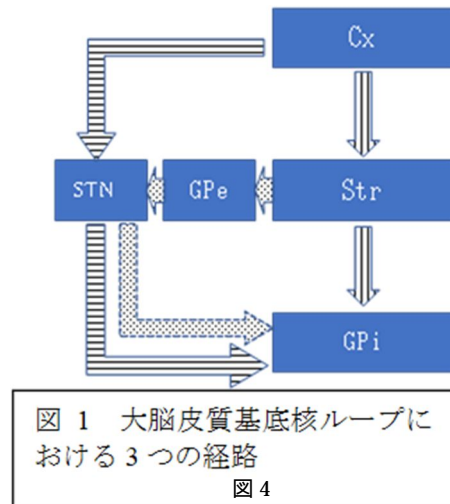 Cx
STN
GPe
Str
GPi
図 1 大脳皮質基底核ループに
おける 3 つの経路
図 4